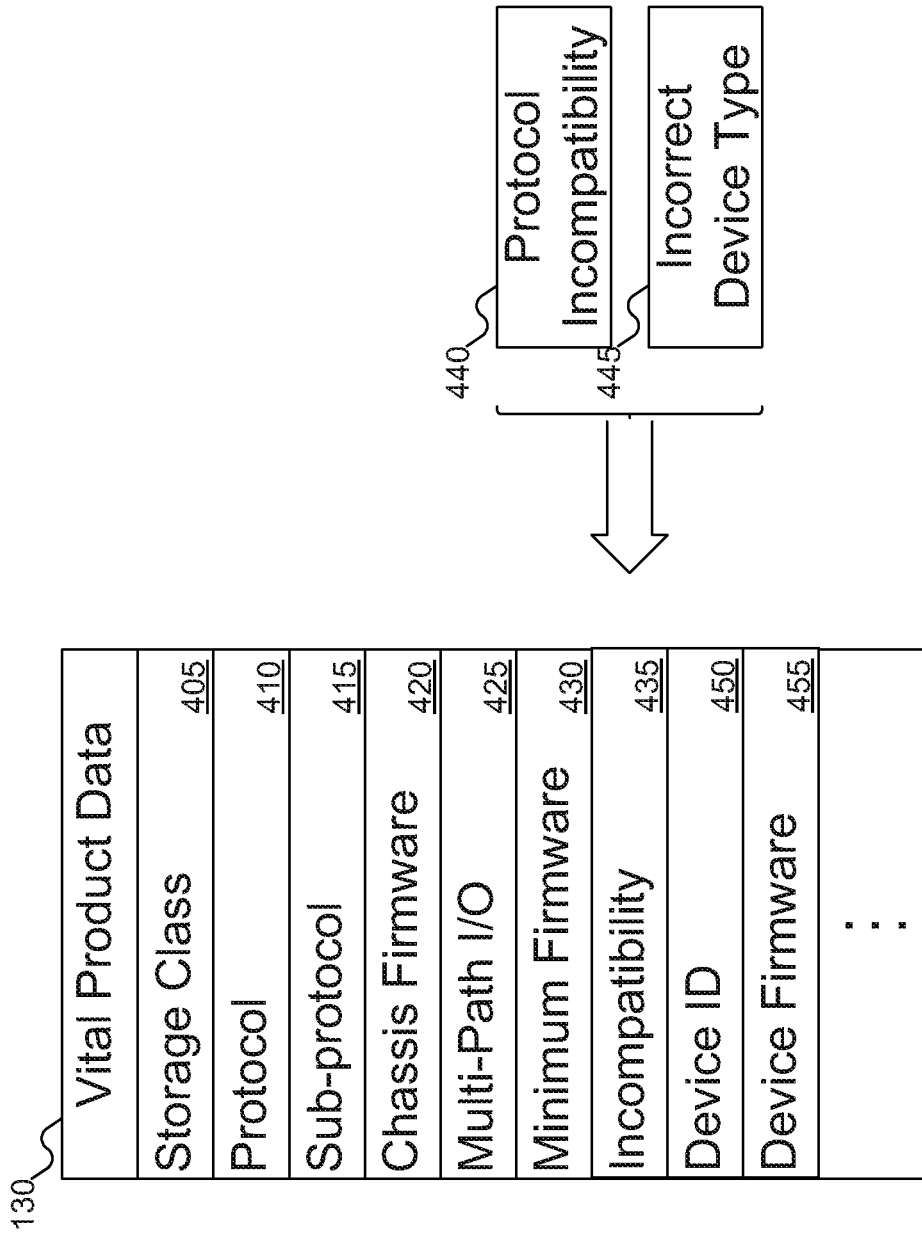 130
Vital Product Data
Storage Class 405
Protocol 410
Sub-protocol 415
Chassis Firmware 420
Multi-Path I/O 425
Minimum Firmware 430
Incompatibility 435
Device ID 450
Device Firmware 455
440
Protocol
Incompatibility
445
Incorrect
Device Type